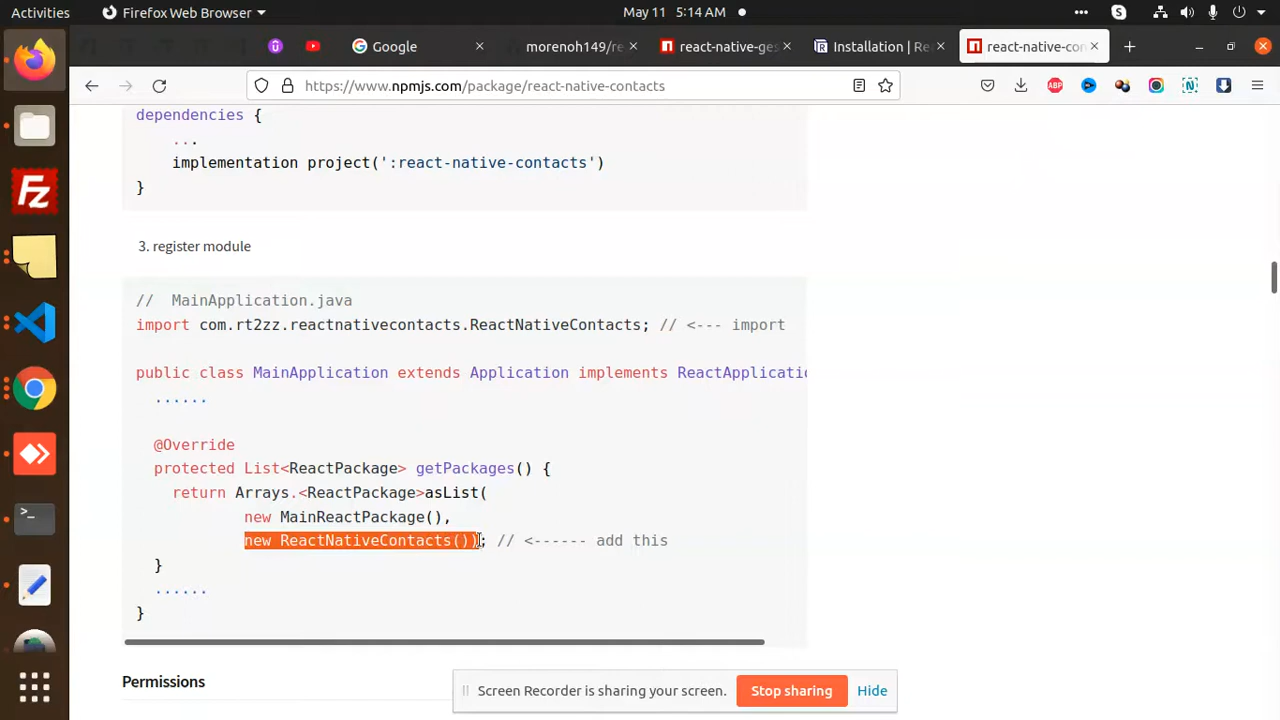 Activities
Firefox Web Browser
May 11 5:14 AM
Google
morenoh149/re
react-native-ges
Installation | Re
react-native-con
https://www.npmjs.com/package/react-native-contacts
ABP
N
dependencies {
...
implementation project(':react-native-contacts')
}
3. register module
// MainApplication.java
import com.rt2zz.reactnativecontacts.ReactNativeContacts; // <--- import
public class MainApplication extends Application implements ReactApplicatio
......
@Override
protected List<ReactPackage> getPackages() {
return Arrays.<ReactPackage>asList(
new MainReactPackage(),
new ReactNativeContacts()); // <------ add this
}
......
}
Permissions
Screen Recorder is sharing your screen.
Stop sharing
Hide